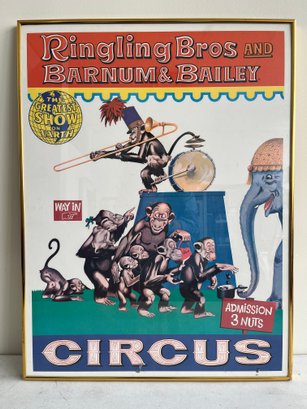 Ringling Bros AND
BARNUM & BAILEY
THE
GREATEST
SHOW
ON
EARTH
WAY IN
ADMISSION
3 NUTS
CIRCUS